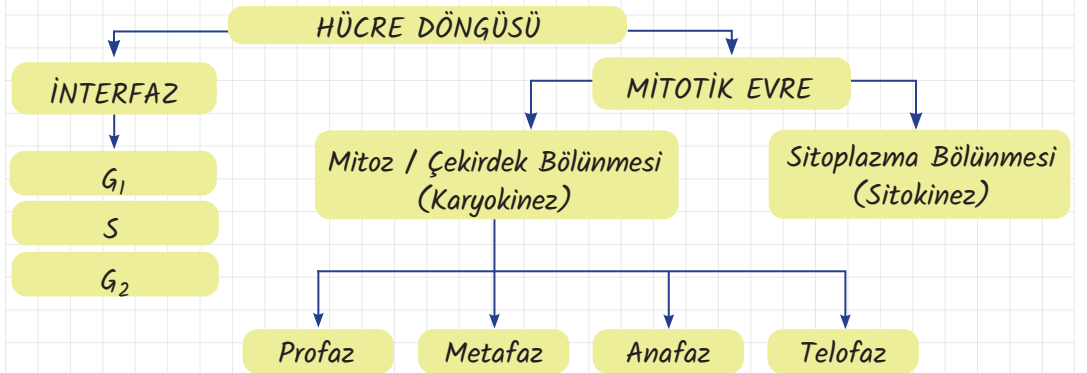 HÜCRE DÖNGÜSÜ
İNTERFAZ
G₁
S
G₂
MİTOTİK EVRE
Mitoz / Çekirdek Bölünmesi
(Karyokinez)
Sitoplazma Bölünmesi
(Sitokinez)
Profaz
Metafaz
Anafaz
Telofaz